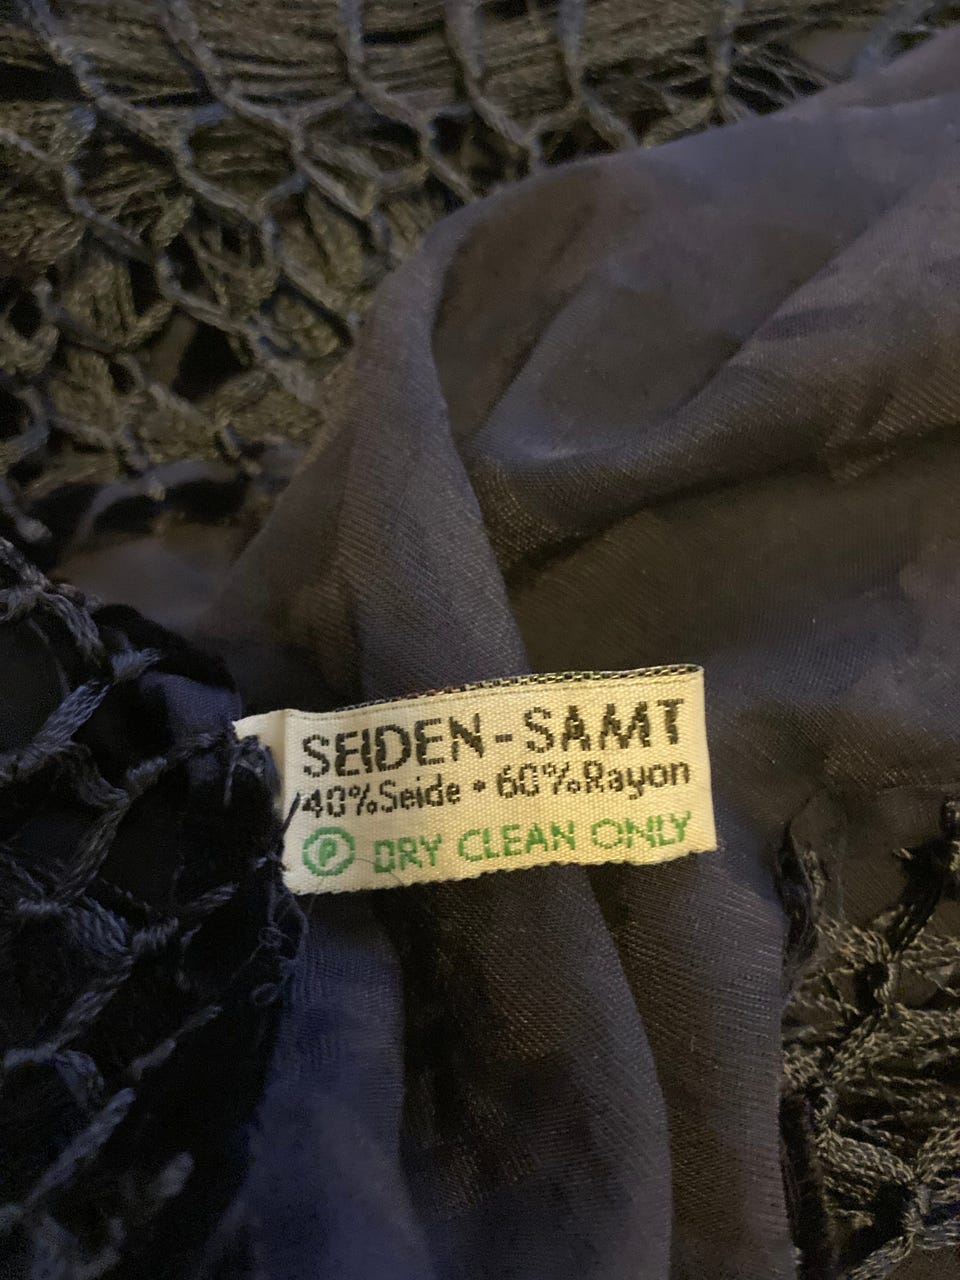 SEIDEN-SAMT
40%Seide • 60%Rayon
Ⓟ DRY CLEAN ONLY